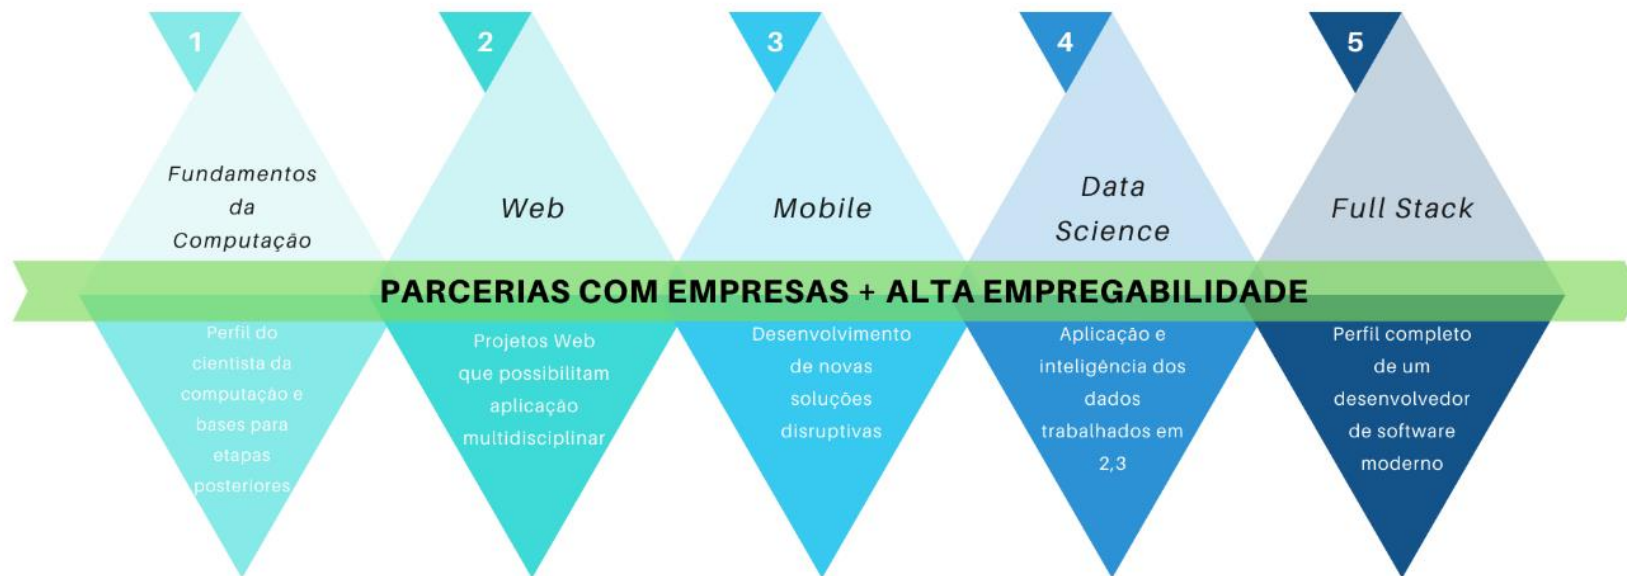 1
Fundamentos
da
Computação
Perfil do
cientista da
computação e
bases para
etapas
posteriores
2
Web
Projetos Web
que possibilitam
aplicação
multidisciplinar
3
Mobile
Desenvolvimento
de novas
soluções
disruptivas
4
Data
Science
Aplicação e
inteligência dos
dados
trabalhados em
2,3
5
Full Stack
Perfil completo
de um
desenvolvedor
de software
moderno
PARCERIAS COM EMPRESAS + ALTA EMPREGABILIDADE